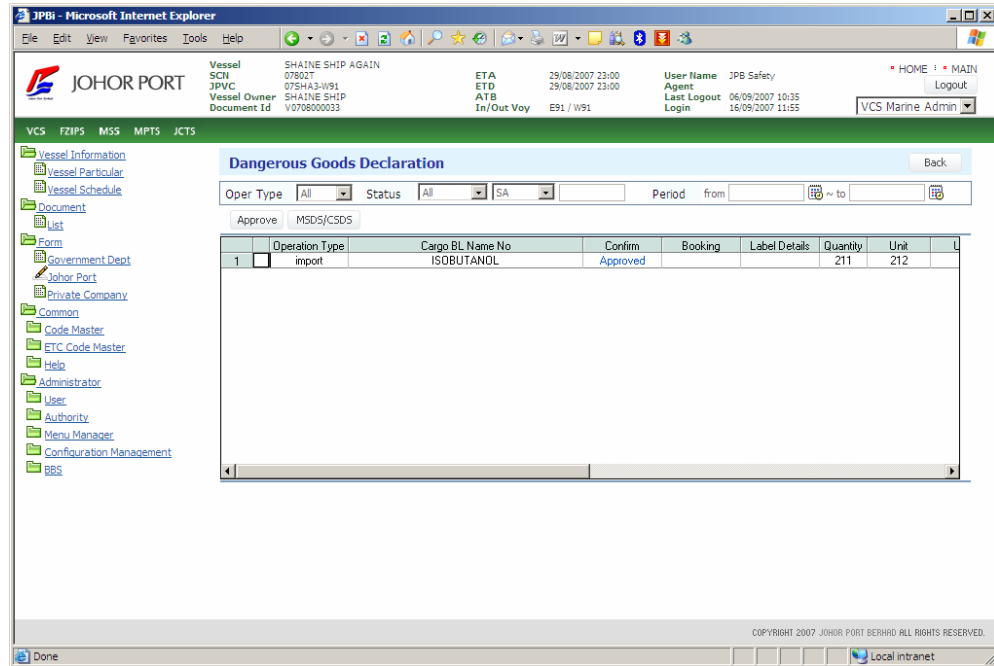 JPBi - Microsoft Internet Explorer
File Edit View Favorites Tools Help
JOHOR PORT
Vessel SHAINE SHIP AGAIN
SCN 07802T ETA 29/08/2007 23:00 User Name JPB Safety
JPVC 07SHA3-W91 ETD 29/08/2007 23:00 Agent
Vessel Owner SHAINE SHIP ATB Last Logout 06/09/2007 10:35
Document Id V0708000033 In/Out Voy E91 / W91 Login 16/09/2007 11:55
HOME MAIN
Logout
VCS Marine Admin
VCS FZIPS MSS MPTS JCTS
Vessel Information
Vessel Particular
Vessel Schedule
Document
List
Form
Government Dept
Johor Port
Private Company
Common
Code Master
ETC Code Master
Help
Administrator
User
Authority
Menu Manager
Configuration Management
BBS
Dangerous Goods Declaration Back
Oper Type All Status All SA Period from ~ to
Approve MSDS/CSDS
Operation Type Cargo BL Name No Confirm Booking Label Details Quantity Unit
1 import ISOBUTANOL Approved 211 212
COPYRIGHT 2007 JOHOR PORT BERHAD ALL RIGHTS RESERVED.
Done Local intranet